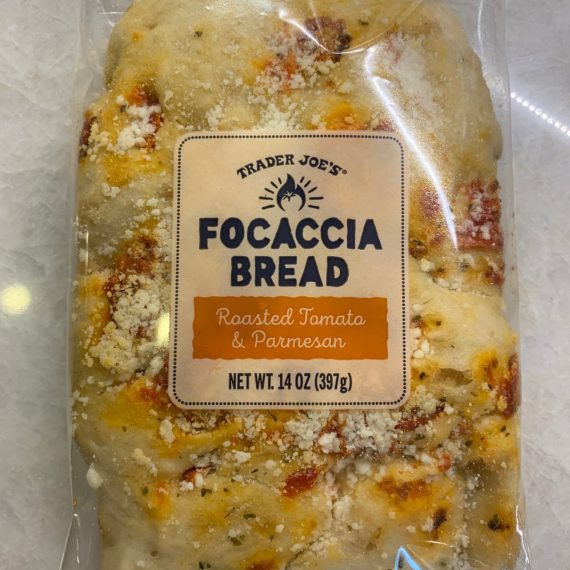 TRADER JOE'S®
FOCACCIA
BREAD
Roasted Tomato
& Parmesan
NET WT. 14 OZ (397g)